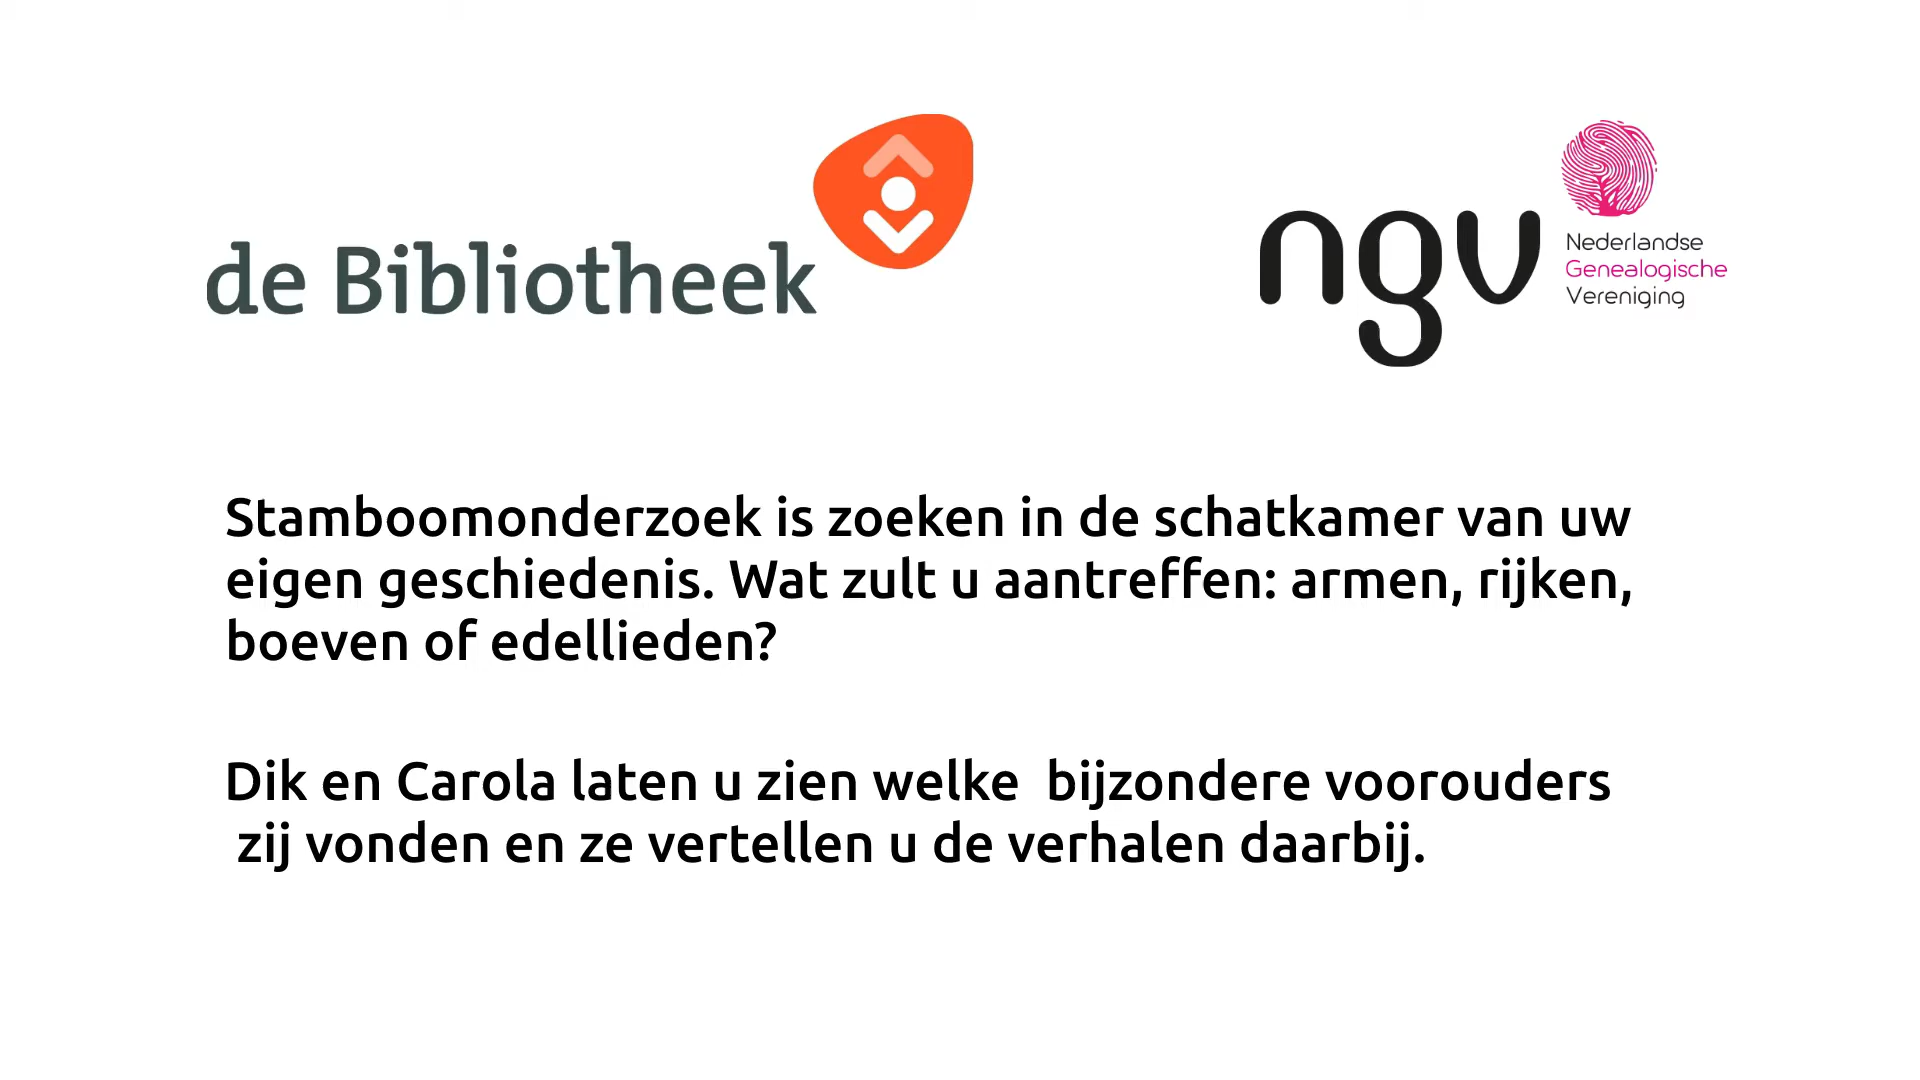 de Bibliotheek
ngv
Nederlandse
Genealogische
Vereniging
Stamboomonderzoek is zoeken in de schatkamer van uw
eigen geschiedenis. Wat zult u aantreffen: armen, rijken,
boeven of edellieden?
Dik en Carola laten u zien welke  bijzondere voorouders
zij vonden en ze vertellen u de verhalen daarbij.